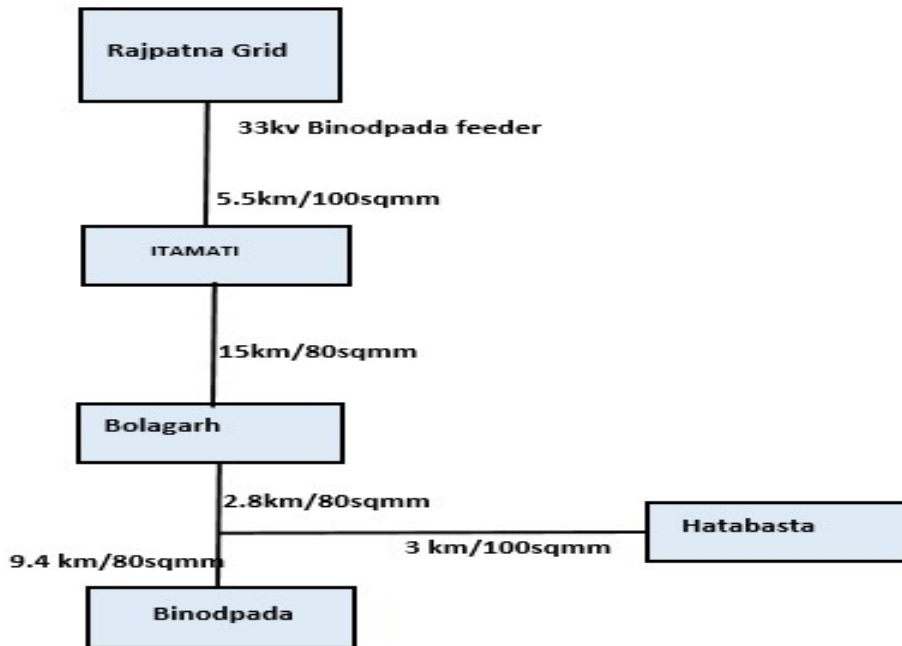 Rajpatna Grid
33kv Binodpada feeder
5.5km/100sqmm
ITAMATI
15km/80sqmm
Bolagarh
2.8km/80sqmm
Hatabasta
3 km/100sqmm
9.4 km/80sqmm
Binodpada